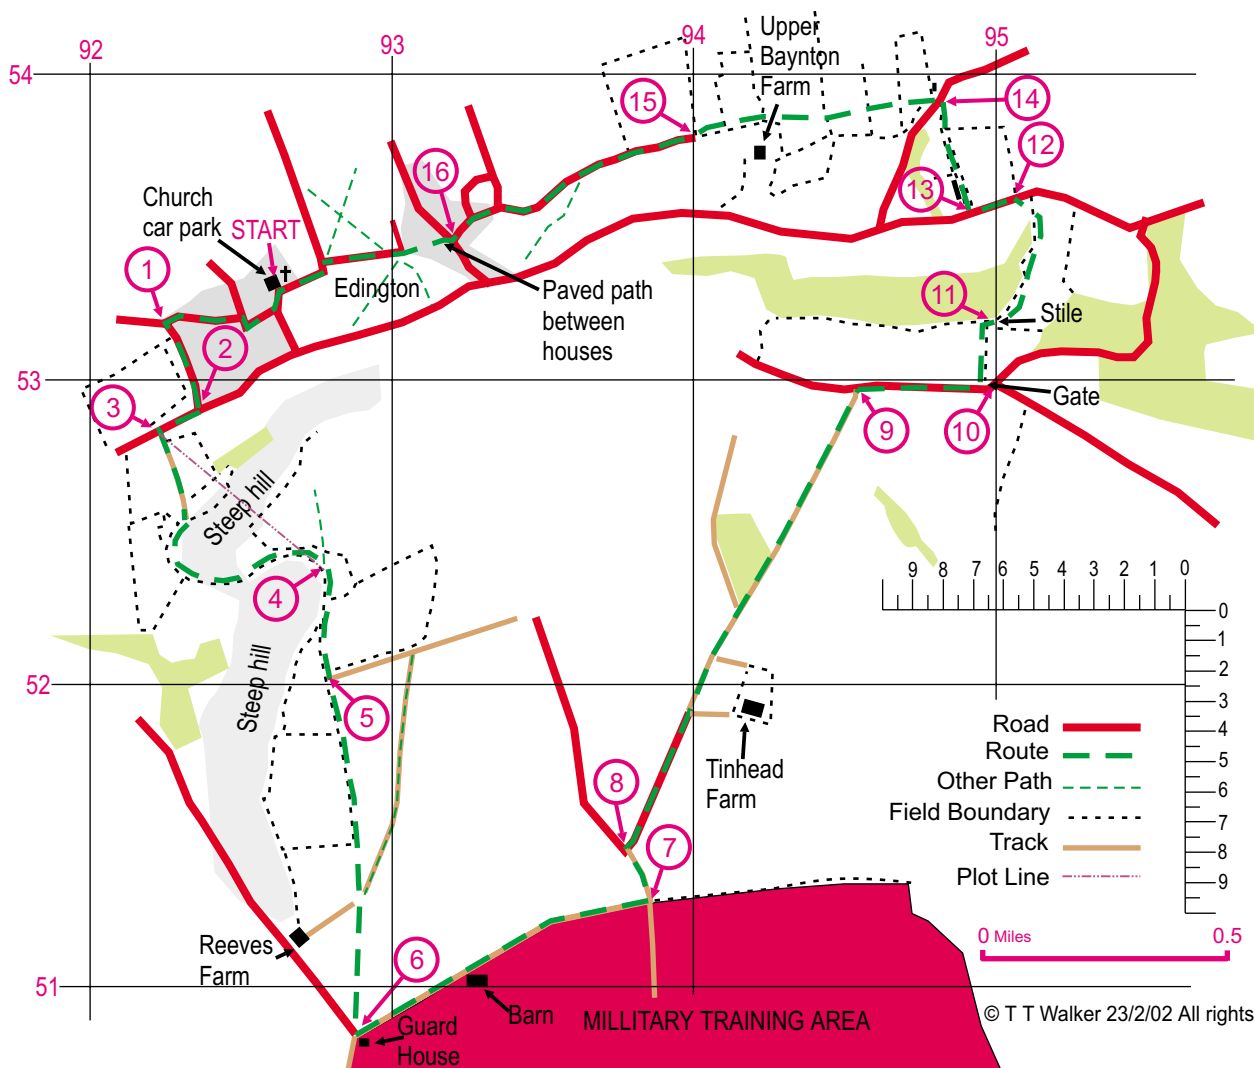 92
93
94
95
54
Upper
Baynton
Farm
15
14
12
16
Church
car park
START
13
1
Edington
Paved path
between
houses
11
Stile
2
53
3
Gate
9
10
Steep hill
4
9 8 7 6 5 4 3 2 1 0
0
1
2
3
4
5
6
7
8
9
Steep hill
52
5
Tinhead
Farm
8
7
Road
Route
Other Path
Field Boundary
Track
Plot Line
Reeves
Farm
6
0 Miles 0.5
51
Barn
Guard
House
MILLITARY TRAINING AREA
© T T Walker 23/2/02 All rights